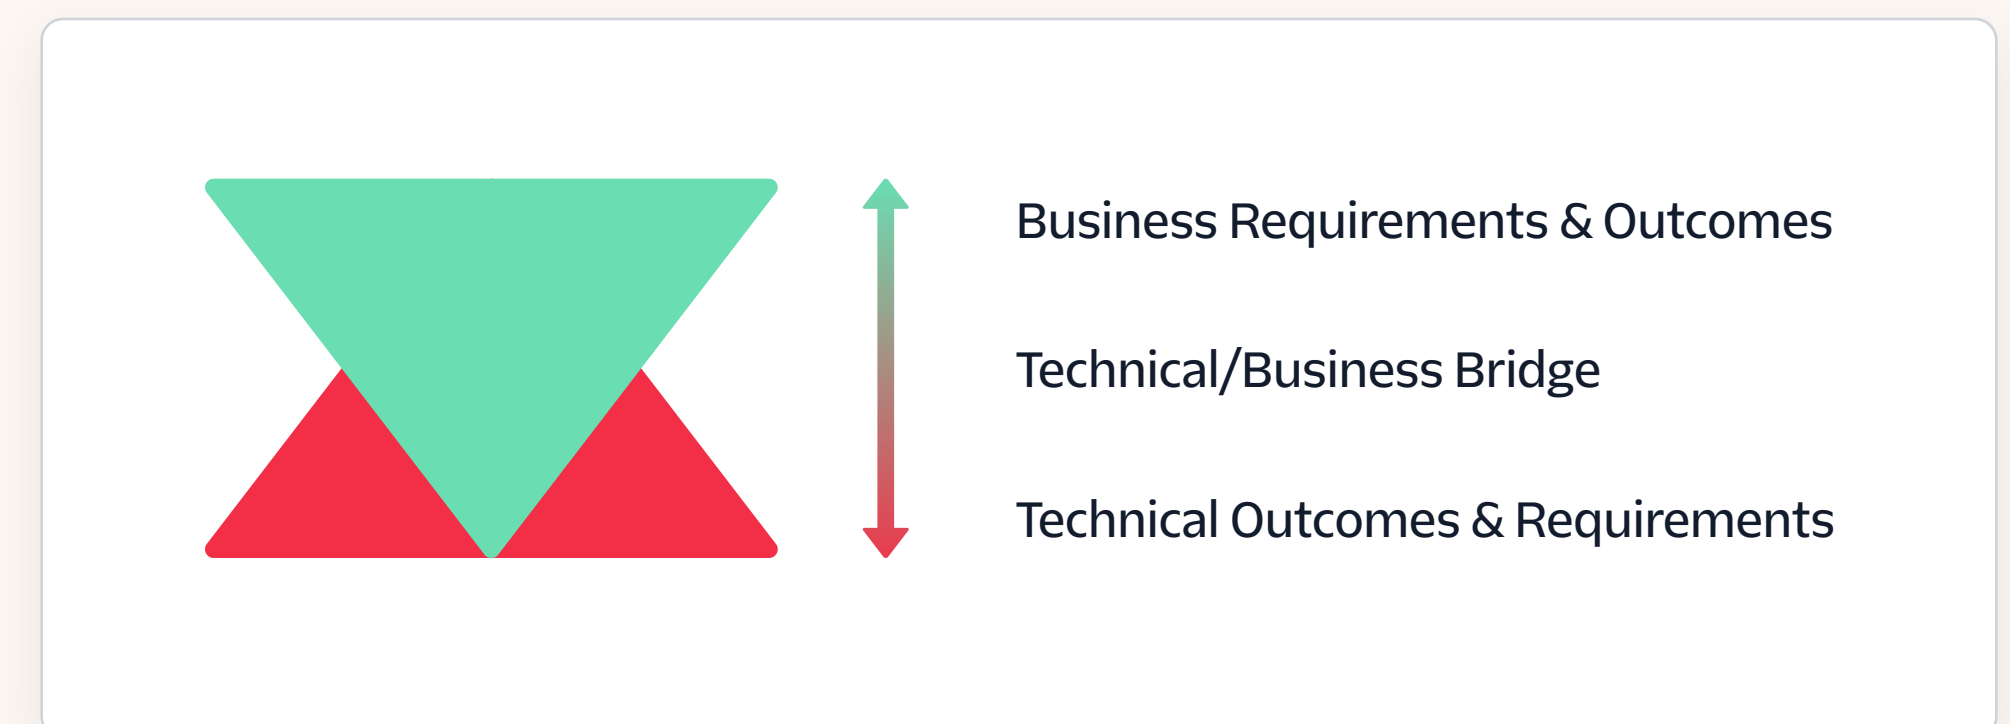 Business Requirements & Outcomes
Technical/Business Bridge
Technical Outcomes & Requirements